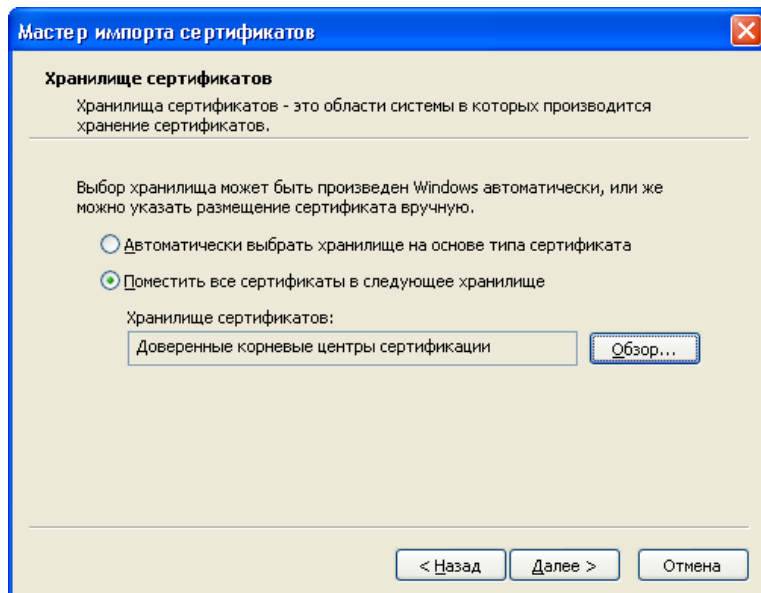 Мастер импорта сертификатов
Хранилище сертификатов
Хранилища сертификатов - это области системы в которых производится
хранение сертификатов.
Выбор хранилища может быть произведен Windows автоматически, или же
можно указать размещение сертификата вручную.
Автоматически выбрать хранилище на основе типа сертификата
Поместить все сертификаты в следующее хранилище
Хранилище сертификатов:
Доверенные корневые центры сертификации
Обзор...
< Назад
Далее >
Отмена